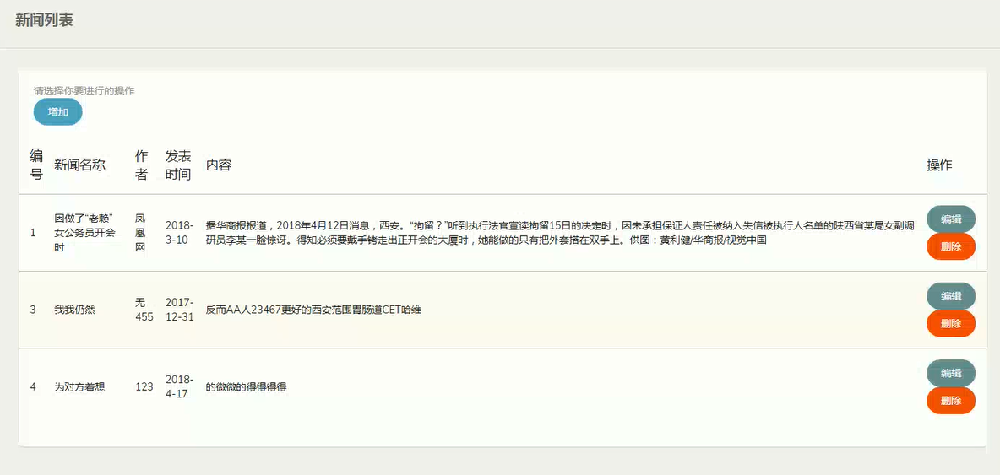 新闻列表
请选择你要进行的操作
增加
编
号
新闻名称
作
者
发表
时间
内容
操作
1
因做了“老赖”
女公务员开会
时
凤
凰
网
2018-
3-10
据华商报报道，2018年4月12日消息，西安。“拘留？”听到执行法官宣读拘留15日的决定时，因未承担保证人责任被纳入失信被执行人名单的陕西省某局女副调
研员李某一脸惊讶。得知必须要戴手铐走出正开会的大厦时，她能做的只有把外套搭在双手上。供图：黄利健/华商报/视觉中国
编辑
删除
3
我我仍然
无
455
2017-
12-31
反而AA人23467更好的西安范围胃肠道CET哈维
编辑
删除
4
为对方着想
123
2018-
4-17
的微微的得得得得
编辑
删除